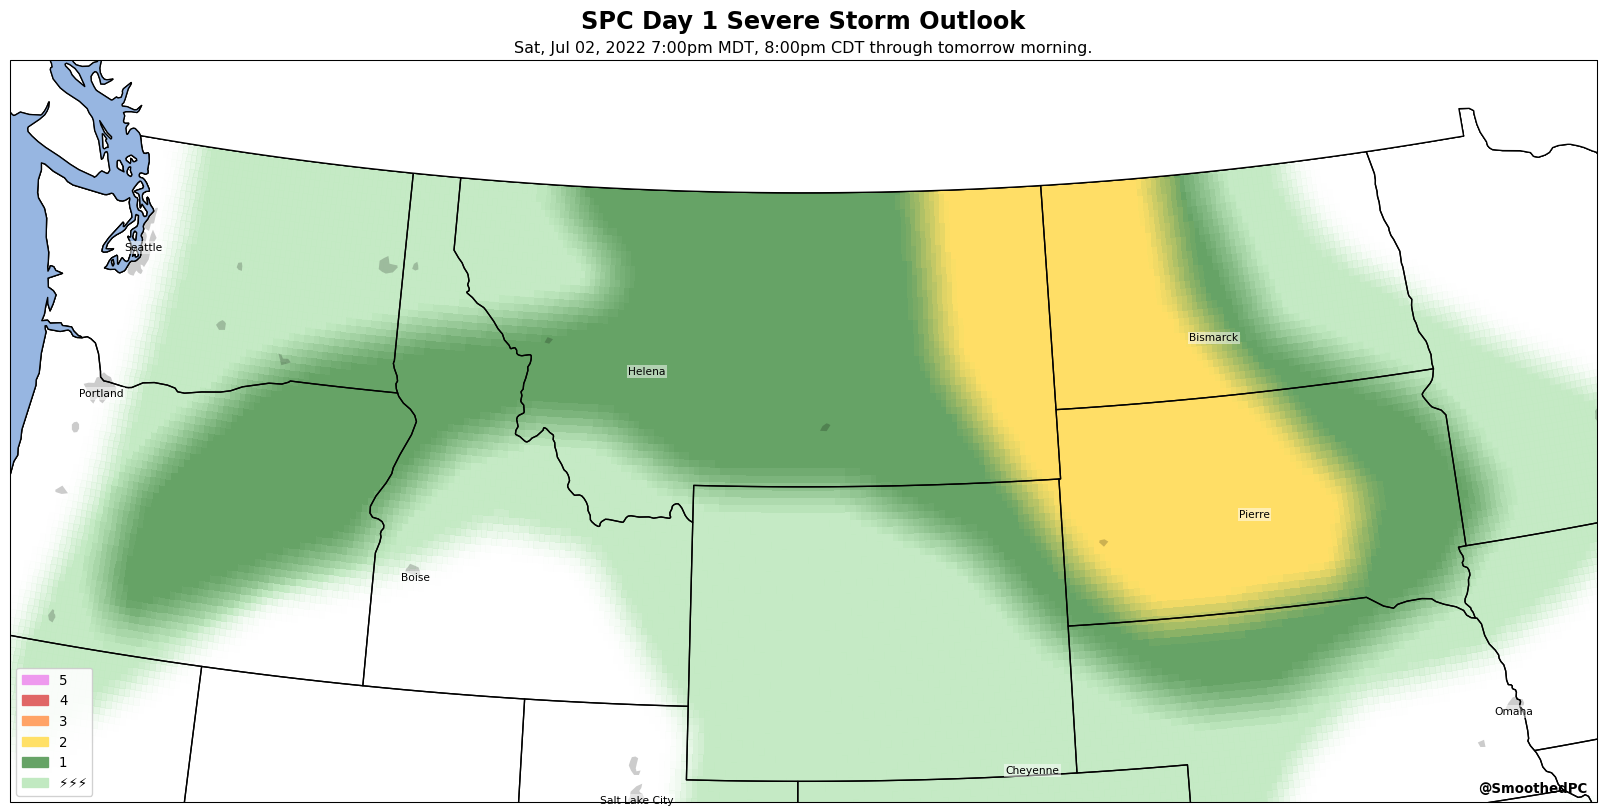 SPC Day 1 Severe Storm Outlook
Sat, Jul 02, 2022 7:00pm MDT, 8:00pm CDT through tomorrow morning.
Seattle
Bismarck
Helena
Portland
Pierre
Boise
5
4
3
2
1
⚡⚡⚡
Omaha
Cheyenne
Salt Lake City
@SmoothedPC